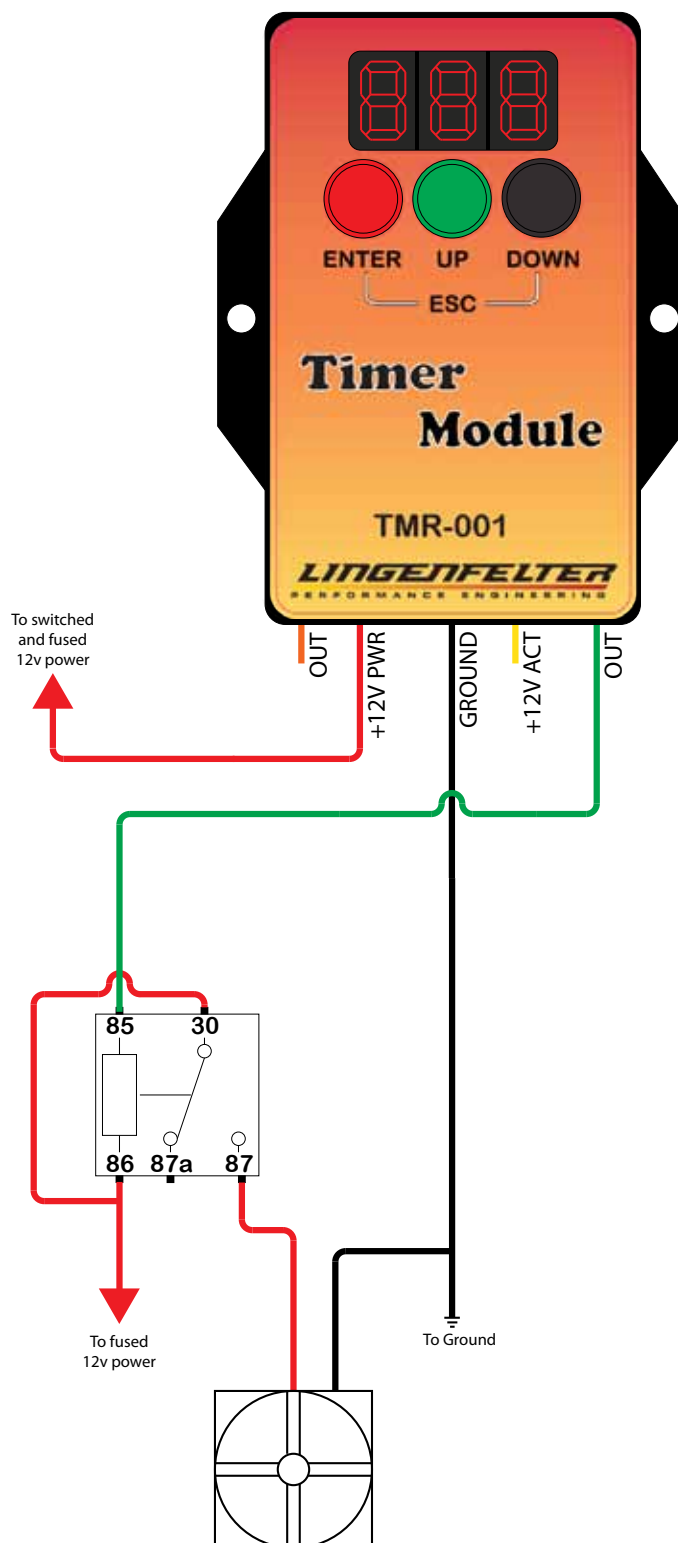 888
ENTER UP DOWN
ESC
Timer
Module
TMR-001
LINGENFELTER
PERFORMANCE ENGINEERING
To switched
and fused
12v power
OUT
+12V PWR
GROUND
+12V ACT
OUT
85 30
86 87a 87
To fused
12v power
To Ground